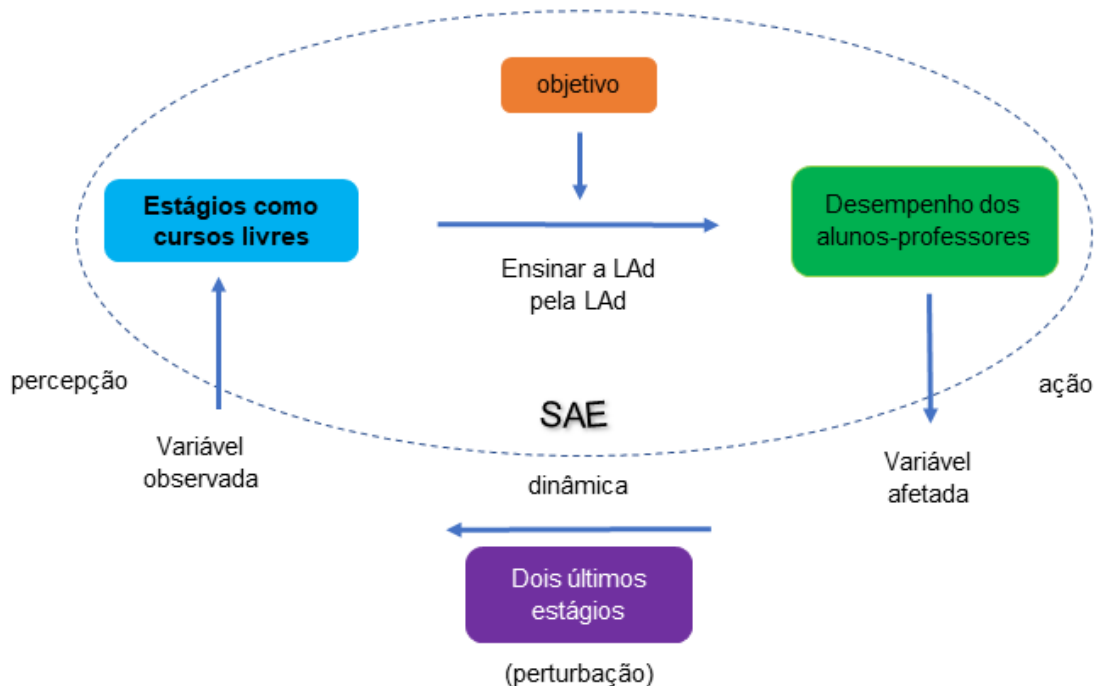 objetivo
Estágios como
cursos livres
Desempenho dos
alunos-professores
Ensinar a LAd
pela LAd
percepção
ação
SAE
Variável
observada
Variável
afetada
dinâmica
Dois últimos
estágios
(perturbação)